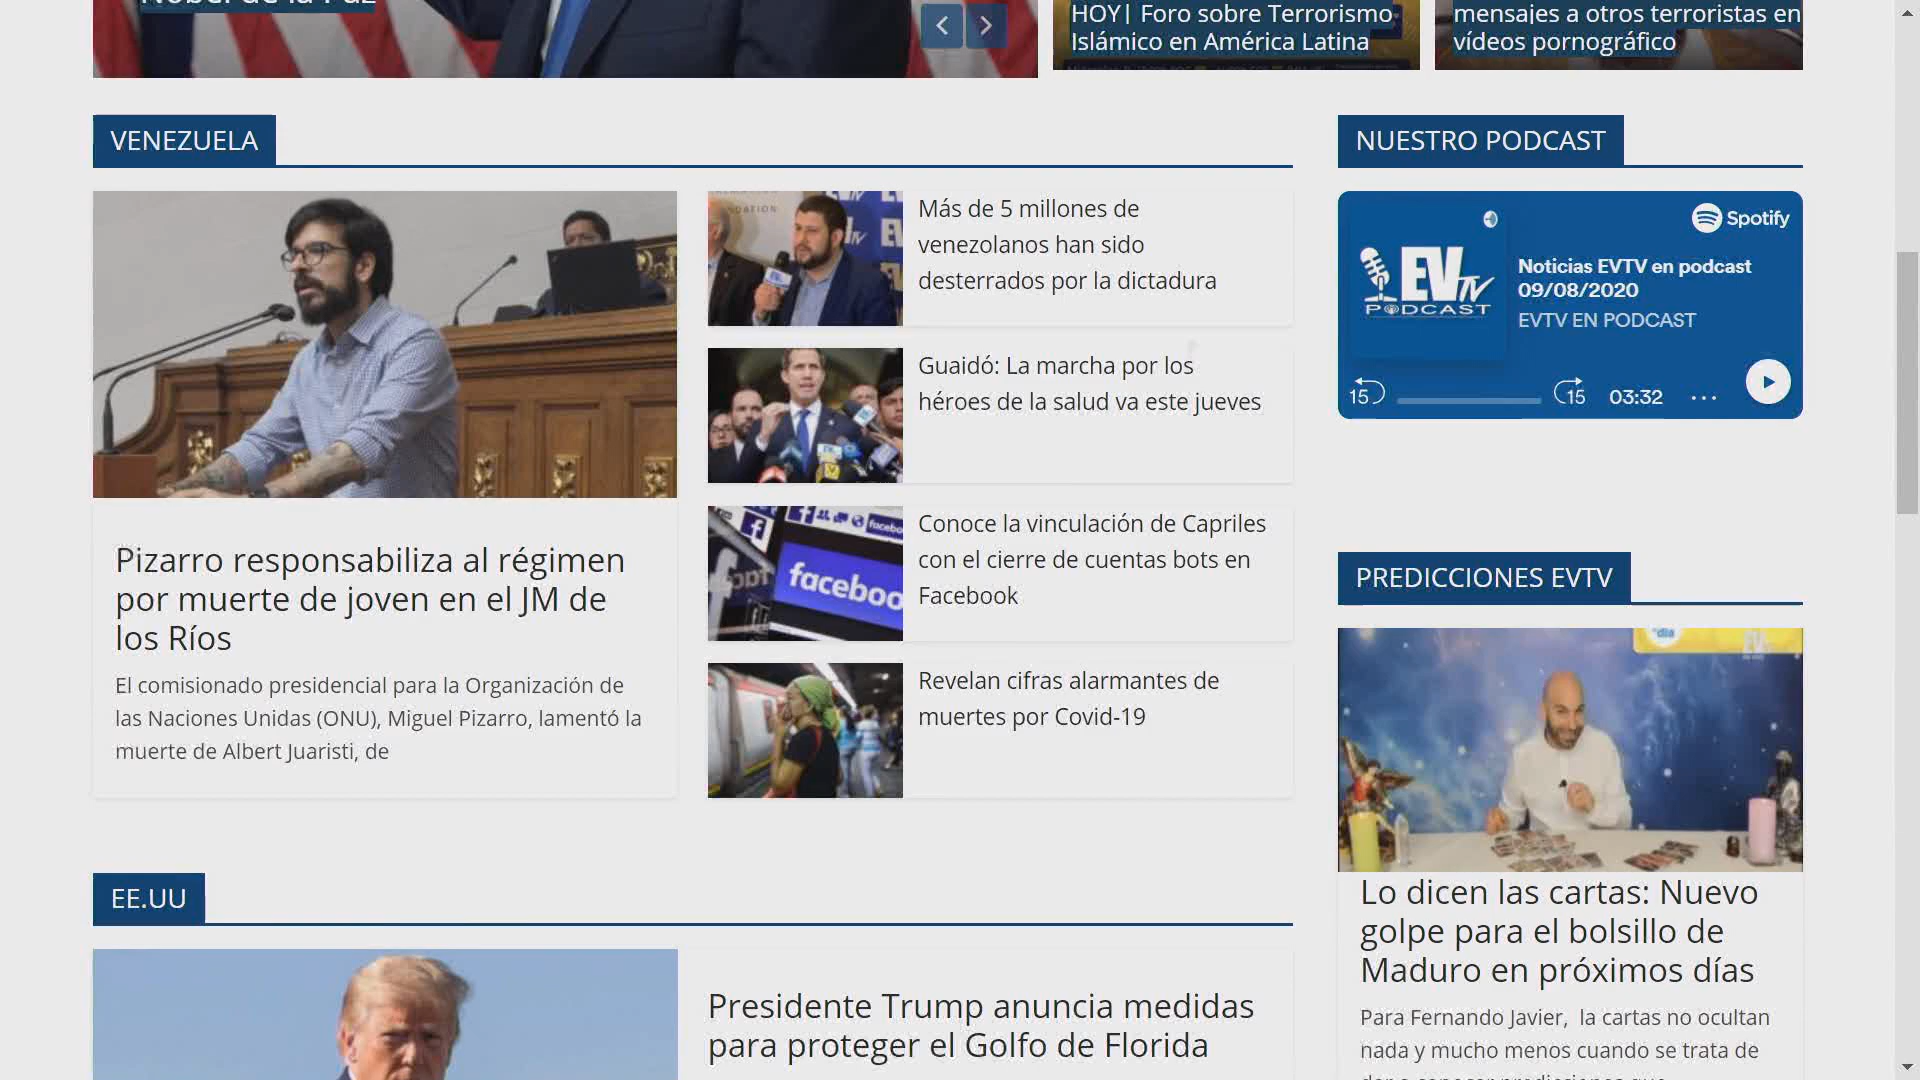 Nobel de la Paz
HOY| Foro sobre Terrorismo
Islámico en América Latina
mensajes a otros terroristas en
vídeos pornográfico
VENEZUELA
NUESTRO PODCAST
Más de 5 millones de
venezolanos han sido
desterrados por la dictadura
Spotify
EVTV
PODCAST
Noticias EVTV en podcast
09/08/2020
EVTV EN PODCAST
15
15
03:32
Guaidó: La marcha por los
héroes de la salud va este jueves
Conoce la vinculación de Capriles
con el cierre de cuentas bots en
Facebook
facebo
Pizarro responsabiliza al régimen
por muerte de joven en el JM de
los Ríos
El comisionado presidencial para la Organización de
las Naciones Unidas (ONU), Miguel Pizarro, lamentó la
muerte de Albert Juaristi, de
Revelan cifras alarmantes de
muertes por Covid-19
PREDICCIONES EVTV
día
Lo dicen las cartas: Nuevo
golpe para el bolsillo de
Maduro en próximos días
Para Fernando Javier, la cartas no ocultan
nada y mucho menos cuando se trata de
EE.UU
Presidente Trump anuncia medidas
para proteger el Golfo de Florida